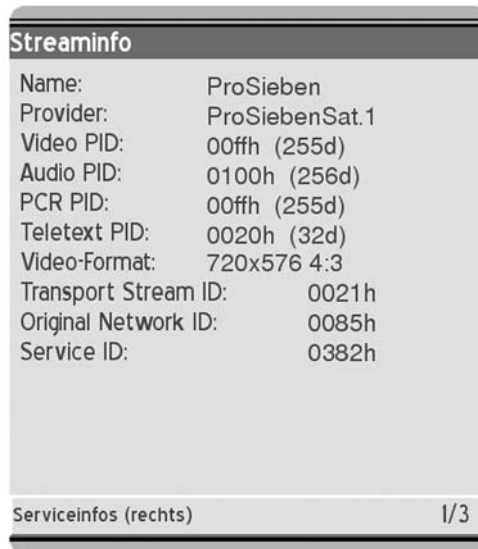 Streaminfo
Name: ProSieben
Provider: ProSiebenSat.1
Video PID: 00ffh (255d)
Audio PID: 0100h (256d)
PCR PID: 00ffh (255d)
Teletext PID: 0020h (32d)
Video-Format: 720x576 4:3
Transport Stream ID: 0021h
Original Network ID: 0085h
Service ID: 0382h
Serviceinfos (rechts) 1/3